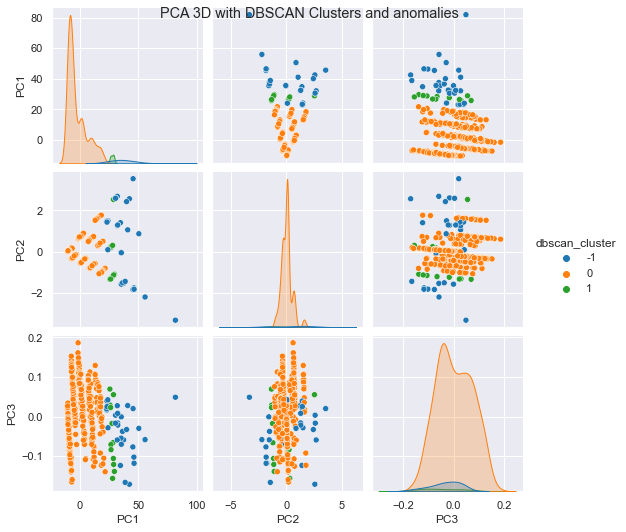 PCA 3D with DBSCAN Clusters and anomalies
80
60
40
20
0
PC1
2
0
−2
PC2
dbscan_cluster
-1
0
1
0.2
0.1
0.0
−0.1
PC3
0 50 100
−5 0 5
−0.2 0.0 0.2
PC1 PC2 PC3